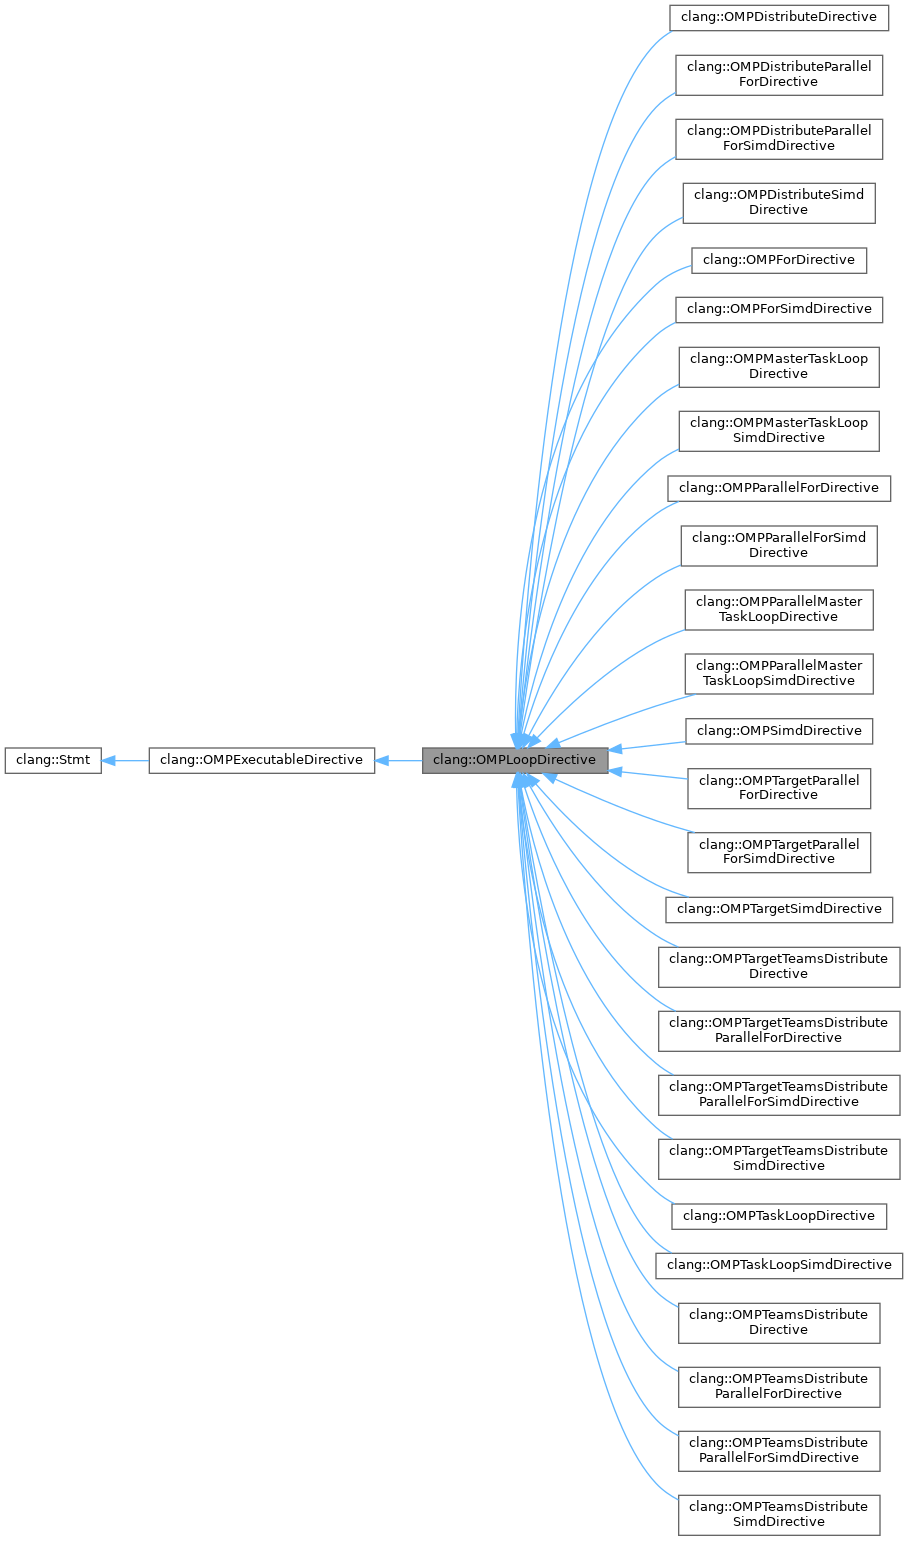 clang::OMPDistributeDirective
clang::OMPDistributeParallel
ForDirective
clang::OMPDistributeParallel
ForSimdDirective
clang::OMPDistributeSimd
Directive
clang::OMPForDirective
clang::OMPForSimdDirective
clang::OMPMasterTaskLoop
Directive
clang::OMPMasterTaskLoop
SimdDirective
clang::OMPParallelForDirective
clang::OMPParallelForSimd
Directive
clang::OMPParallelMaster
TaskLoopDirective
clang::OMPParallelMaster
TaskLoopSimdDirective
clang::OMPSimdDirective
clang::Stmt
clang::OMPExecutableDirective
clang::OMPLoopDirective
clang::OMPTargetParallel
ForDirective
clang::OMPTargetParallel
ForSimdDirective
clang::OMPTargetSimdDirective
clang::OMPTargetTeamsDistribute
Directive
clang::OMPTargetTeamsDistribute
ParallelForDirective
clang::OMPTargetTeamsDistribute
ParallelForSimdDirective
clang::OMPTargetTeamsDistribute
SimdDirective
clang::OMPTaskLoopDirective
clang::OMPTaskLoopSimdDirective
clang::OMPTeamsDistribute
Directive
clang::OMPTeamsDistribute
ParallelForDirective
clang::OMPTeamsDistribute
ParallelForSimdDirective
clang::OMPTeamsDistribute
SimdDirective